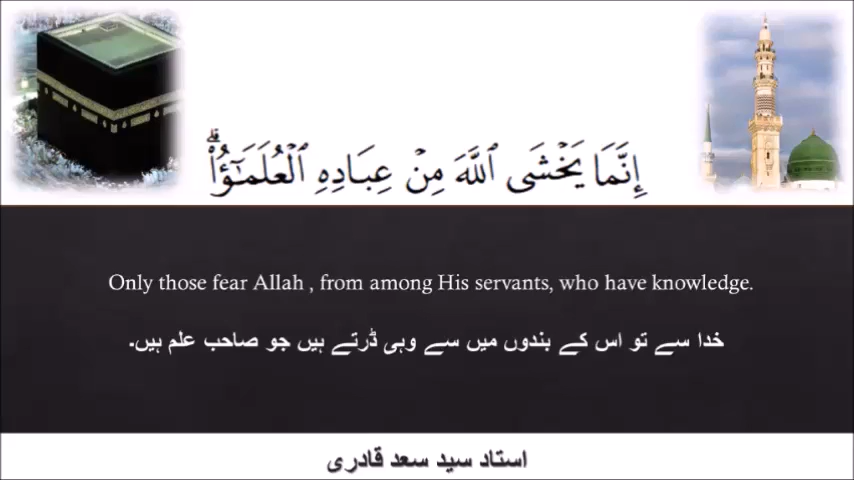 إِنَّمَا يَخۡشَى ٱللَّهَ مِنۡ عِبَادِهِ ٱلۡعُلَمَـٰٓؤُاْۗ
Only those fear Allah , from among His servants, who have knowledge.
خدا سے تو اس کے بندوں میں سے وہی ڈرتے ہیں جو صاحب علم ہیں۔
استاد سید سعد قادری